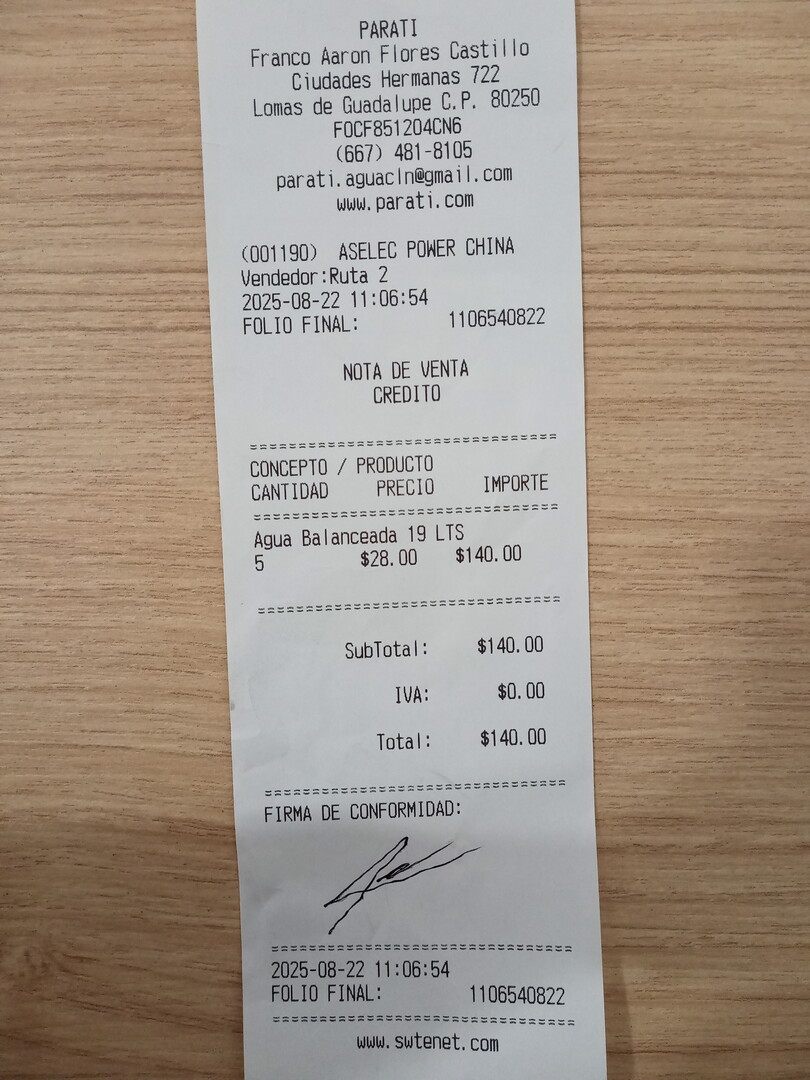 PARATI
Franco Aaron Flores Castillo
Ciudades Hermanas 722
Lomas de Guadalupe C.P. 80250
FOCF851204CN6
(667) 481-8105
parati.aguacln@gmail.com
www.parati.com
(001190) ASELEC POWER CHINA
Vendedor:Ruta 2
2025-08-22 11:06:54
FOLIO FINAL: 1106540822
NOTA DE VENTA
CREDITO
CONCEPTO / PRODUCTO
CANTIDAD PRECIO IMPORTE
Agua Balanceada 19 LTS
5 $28.00 $140.00
SubTotal: $140.00
IVA: $0.00
Total: $140.00
FIRMA DE CONFORMIDAD:
2025-08-22 11:06:54
FOLIO FINAL: 1106540822
www.swtenet.com